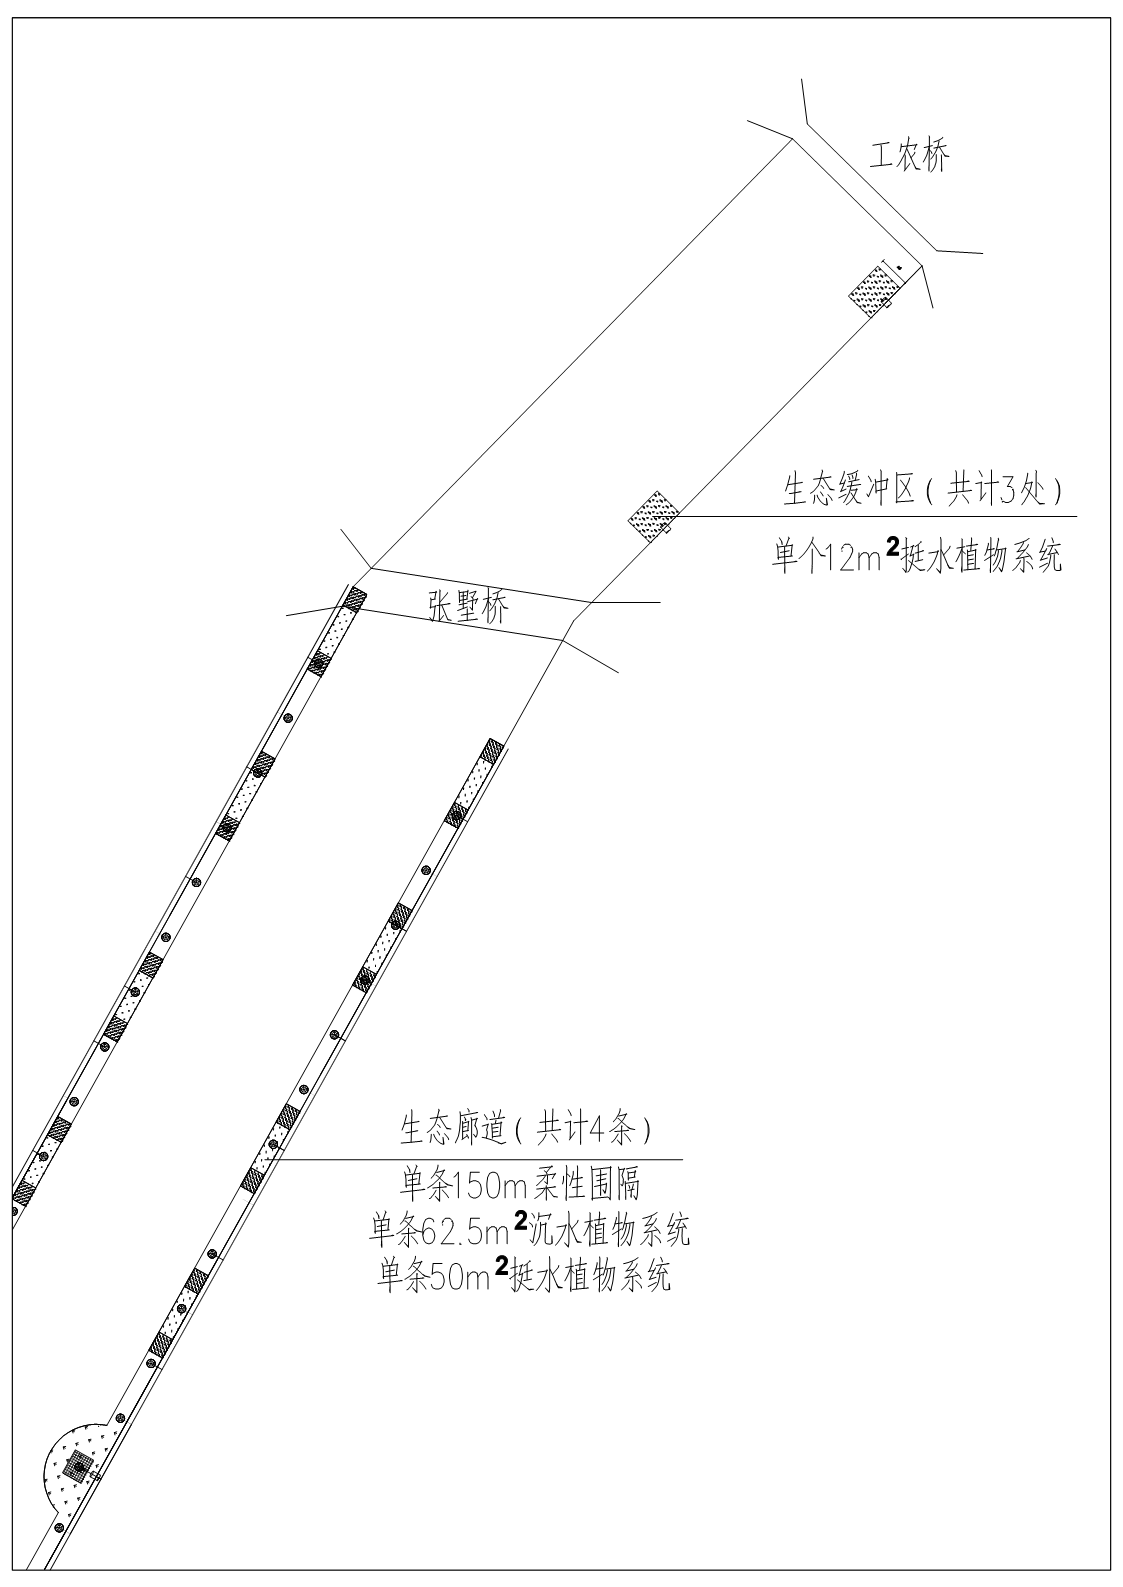 工农桥
生态缓冲区（共计3处）
单个12m²挺水植物系统
张墅桥
生态廊道（共计4条）
单条150m柔性围隔
单条62.5m²沉水植物系统
单条50m²挺水植物系统